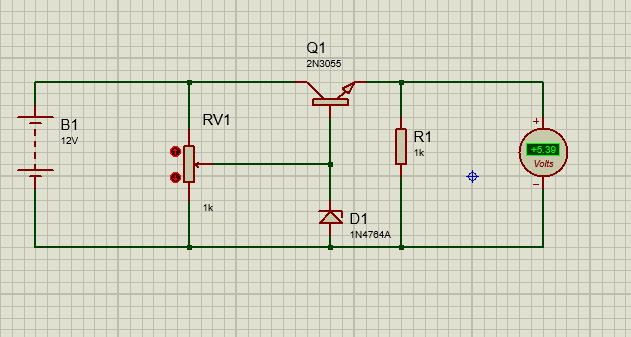 Q1
2N3055
B1
12V
RV1
1k
R1
1k
+
+5.39
Volts
−
D1
1N4764A